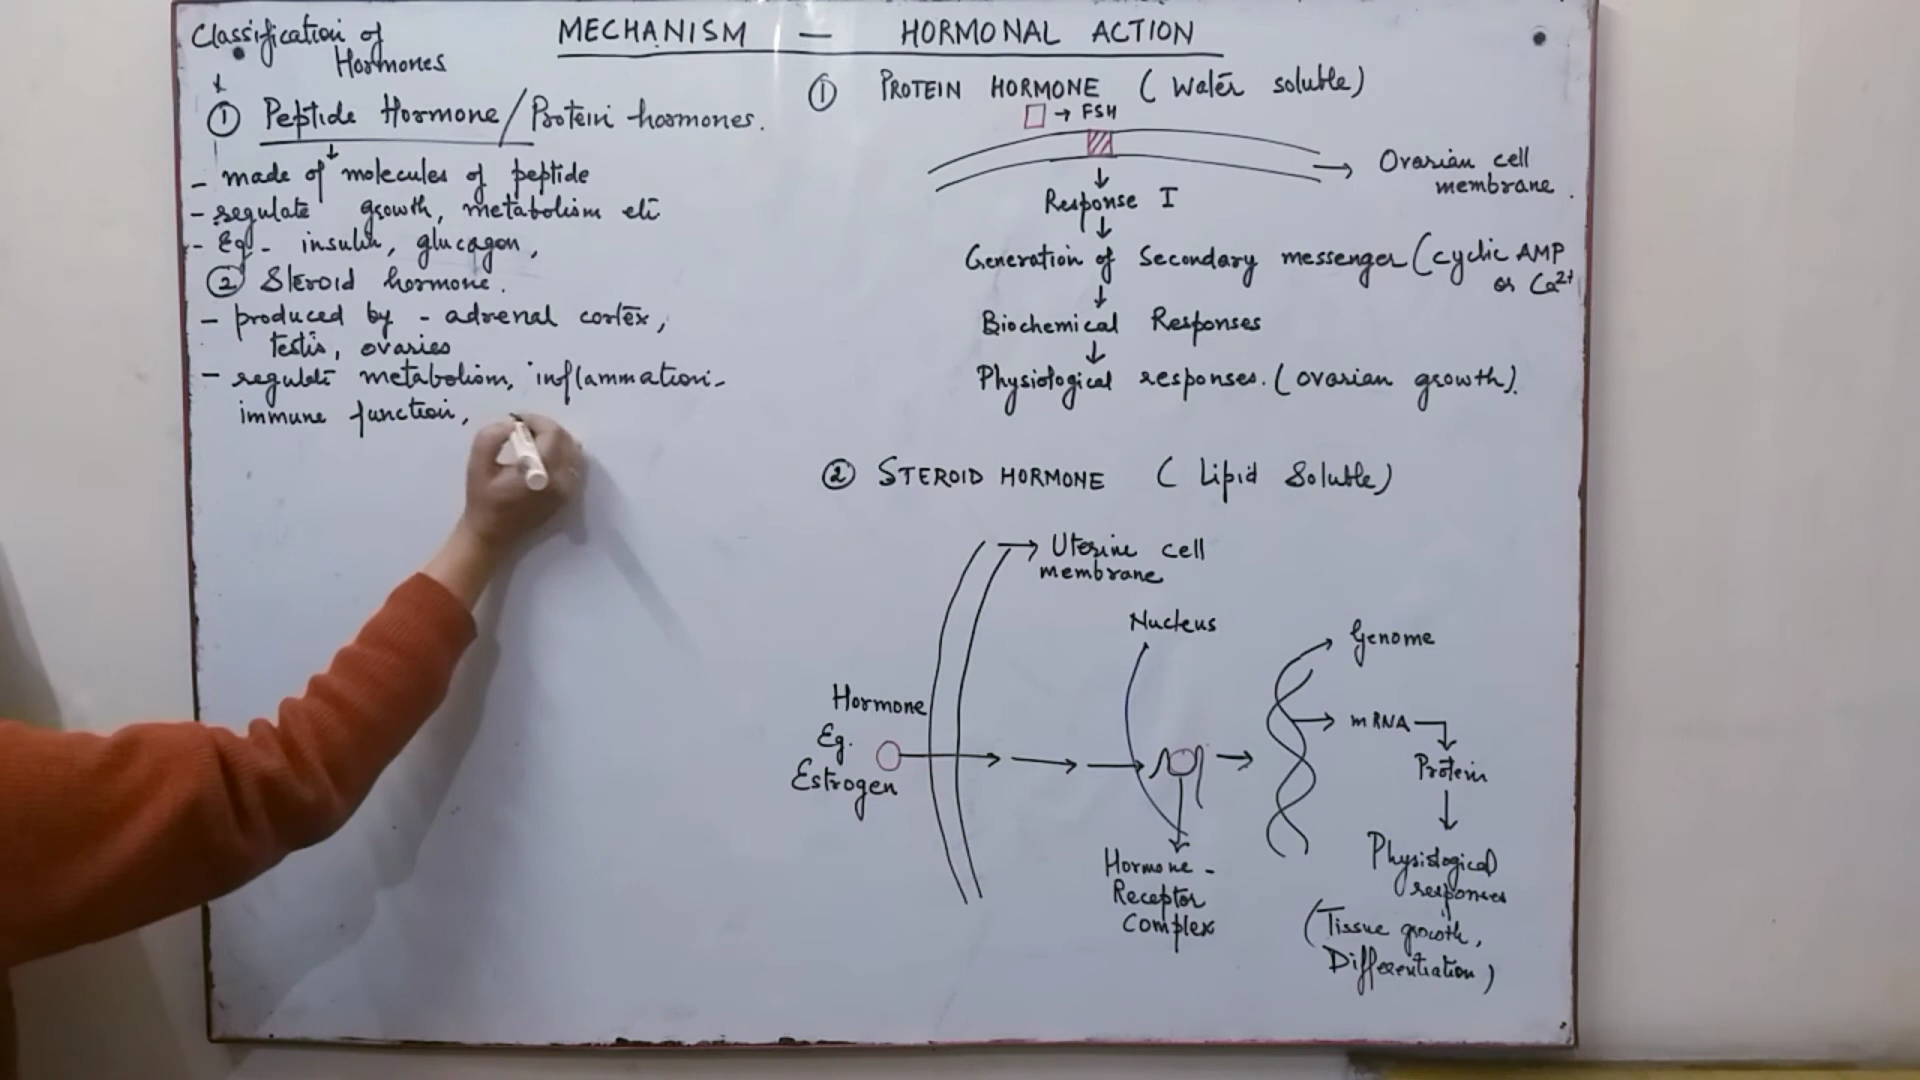 Classification of
Hormones
① Peptide Hormone / Protein hormones.
- made of molecules of peptide
- regulate growth, metabolism etc
- Eg - insulin, glucagon,
② Steroid hormone.
- produced by - adrenal cortex,
testis, ovaries
- regulate metabolism, inflammation-
immune function,
MECHANISM — HORMONAL ACTION
① PROTEIN HORMONE (Water soluble)
→ FSH
→ Ovarian cell
membrane.
↓
Response I
↓
Generation of Secondary messenger (cyclic AMP
or Ca2+
↓
Biochemical Responses
↓
Physiological responses. (ovarian growth).
② STEROID HORMONE (Lipid Soluble)
→ Uterine cell
membrane
Nucleus
Genome
Hormone
Eg.
Estrogen
mRNA
Protein
Hormone -
Receptor
Complex
Physiological
responses
(Tissue growth,
Differentiation)